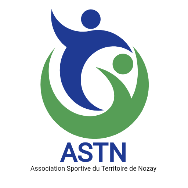 ASTN
Association Sportive du Territoire de Nozay